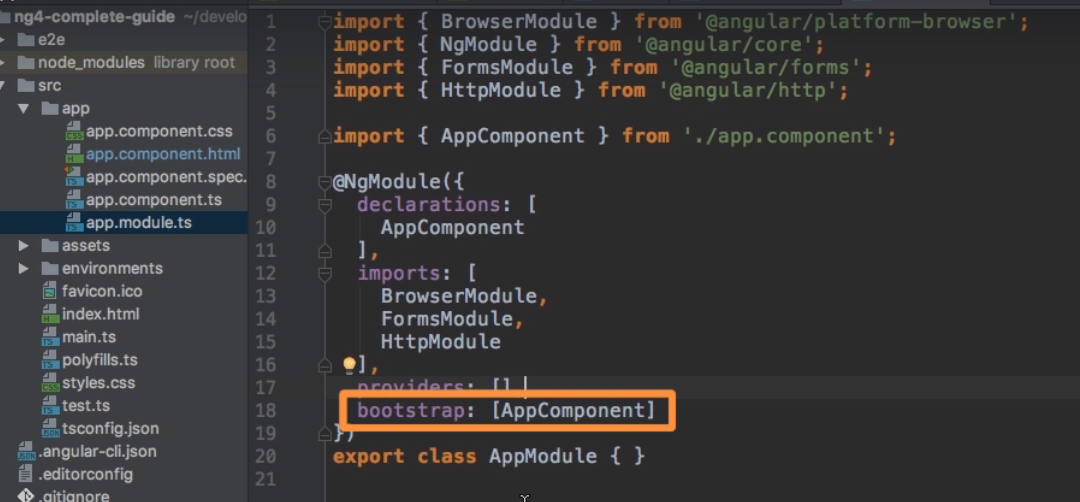 ng4-complete-guide ~/develo
e2e
node_modules library root
src
app
app.component.css
app.component.html
app.component.spec.
app.component.ts
app.module.ts
assets
environments
favicon.ico
index.html
main.ts
polyfills.ts
styles.css
test.ts
tsconfig.json
.angular-cli.json
.editorconfig
.gitignore
1 import { BrowserModule } from '@angular/platform-browser';
2 import { NgModule } from '@angular/core';
3 import { FormsModule } from '@angular/forms';
4 import { HttpModule } from '@angular/http';
5
6 import { AppComponent } from './app.component';
7
8 @NgModule({
9 declarations: [
10 AppComponent
11 ],
12 imports: [
13 BrowserModule,
14 FormsModule,
15 HttpModule
16 ],
17 providers: []
18 bootstrap: [AppComponent]
19 })
20 export class AppModule { }
21